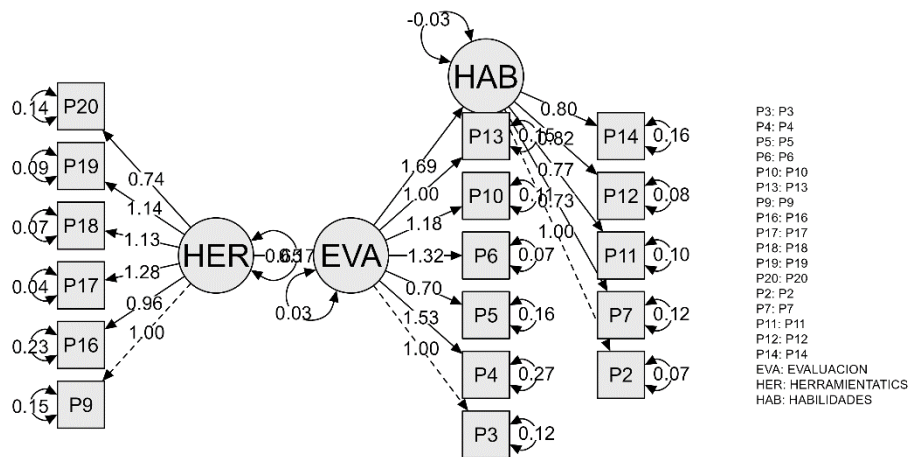 -0.03
HAB
0.14
P20
0.80
P3: P3
P13
0.15
0.82
P14
0.16
P4: P4
P5: P5
0.09
P19
0.74
1.69
0.77
P6: P6
P10: P10
1.14
1.00
P10
0.11
0.73
P12
0.08
P13: P13
P9: P9
0.07
P18
1.13
1.18
1.00
P16: P16
P17: P17
HER
EVA
1.32
P6
0.07
P11
0.10
P18: P18
0.04
P17
1.28
P19: P19
P20: P20
0.96
0.03
0.70
P5
0.16
P7
0.12
P2: P2
P7: P7
0.23
P16
1.00
1.53
P11: P11
P12: P12
1.00
P4
0.27
P2
0.07
P14: P14
EVA: EVALUACION
0.15
P9
HER: HERRAMIENTATICS
HAB: HABILIDADES
P3
0.12